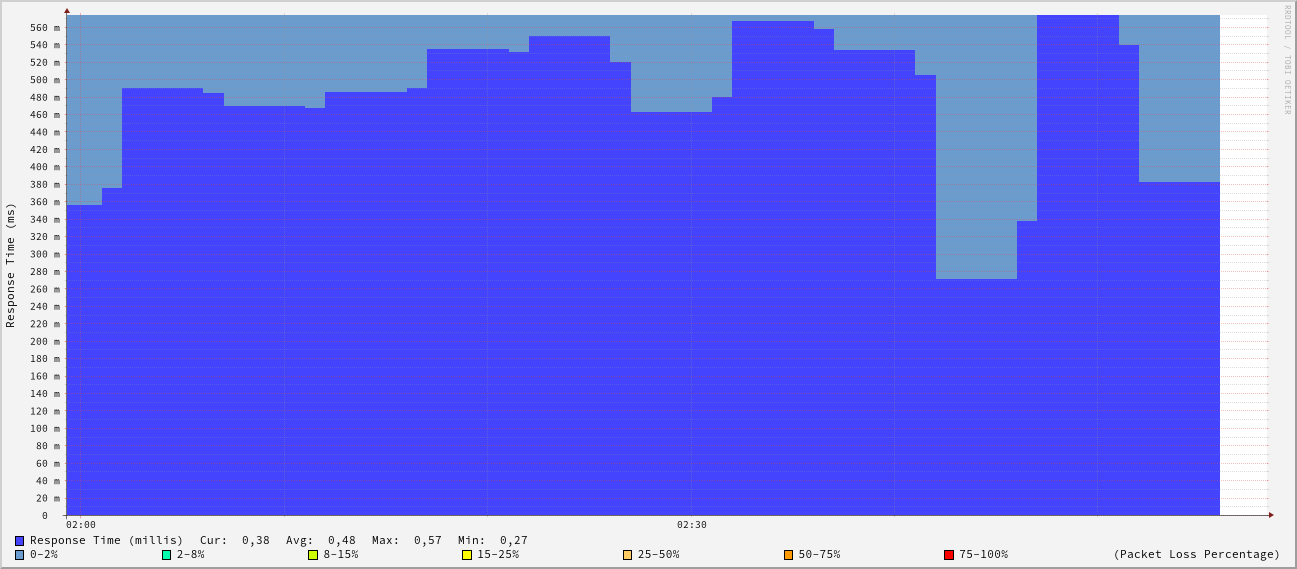 RRDTOOL / TOBI OETIKER
Response Time (ms)
560 m
540 m
520 m
500 m
480 m
460 m
440 m
420 m
400 m
380 m
360 m
340 m
320 m
300 m
280 m
260 m
240 m
220 m
200 m
180 m
160 m
140 m
120 m
100 m
80 m
60 m
40 m
20 m
0
02:00 02:30
Response Time (millis) Cur: 0,38 Avg: 0,48 Max: 0,57 Min: 0,27
0-2% 2-8% 8-15% 15-25% 25-50% 50-75% 75-100% (Packet Loss Percentage)